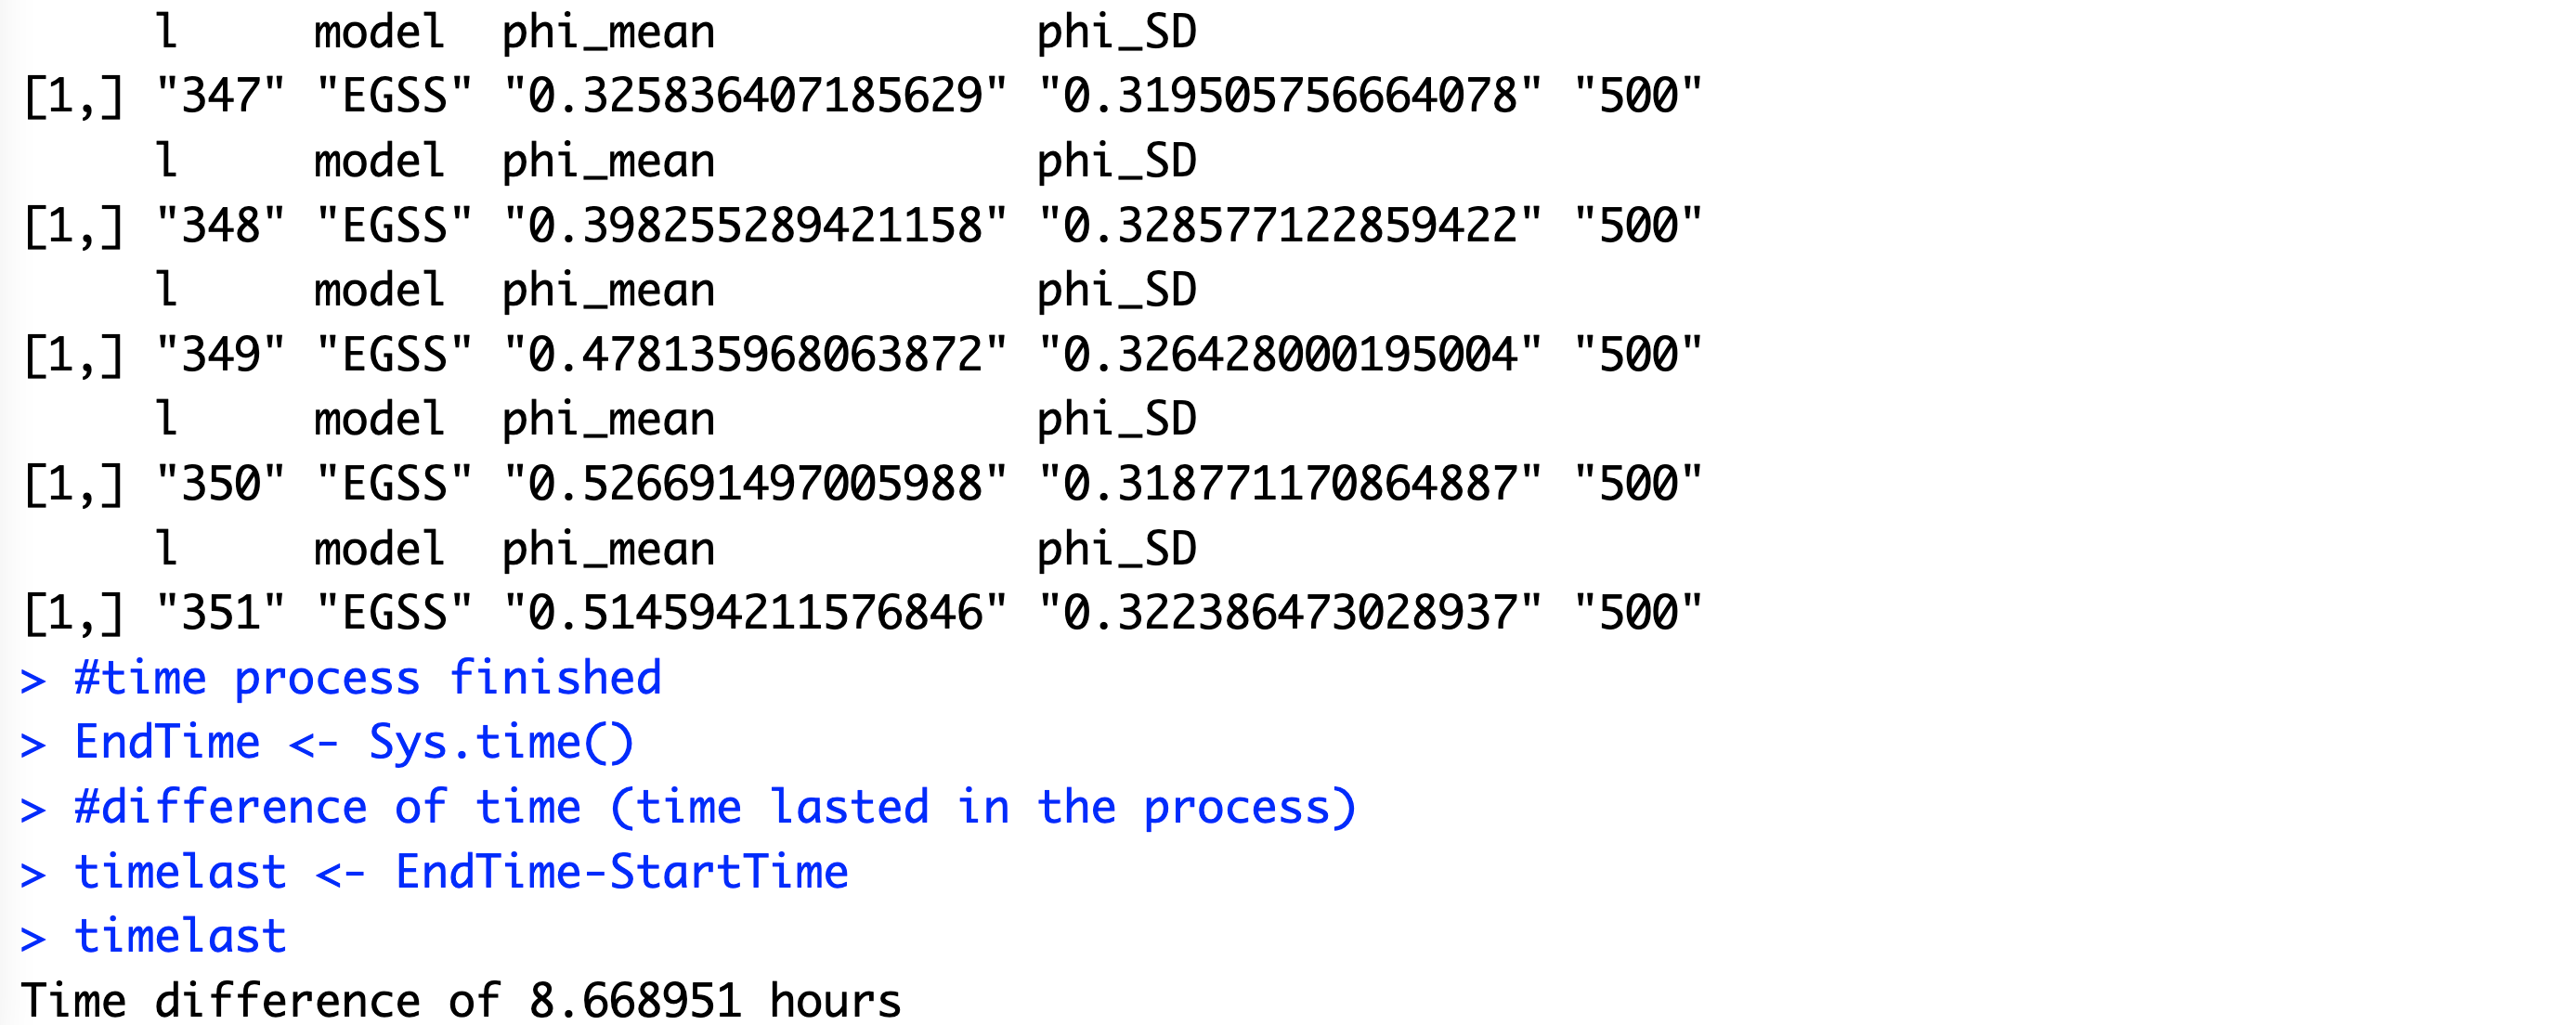 l model phi_mean phi_SD
[1,] "347" "EGSS" "0.325836407185629" "0.319505756664078" "500"
l model phi_mean phi_SD
[1,] "348" "EGSS" "0.398255289421158" "0.328577122859422" "500"
l model phi_mean phi_SD
[1,] "349" "EGSS" "0.478135968063872" "0.326428000195004" "500"
l model phi_mean phi_SD
[1,] "350" "EGSS" "0.526691497005988" "0.318771170864887" "500"
l model phi_mean phi_SD
[1,] "351" "EGSS" "0.514594211576846" "0.322386473028937" "500"
> #time process finished
> EndTime <- Sys.time()
> #difference of time (time lasted in the process)
> timelast <- EndTime-StartTime
> timelast
Time difference of 8.668951 hours